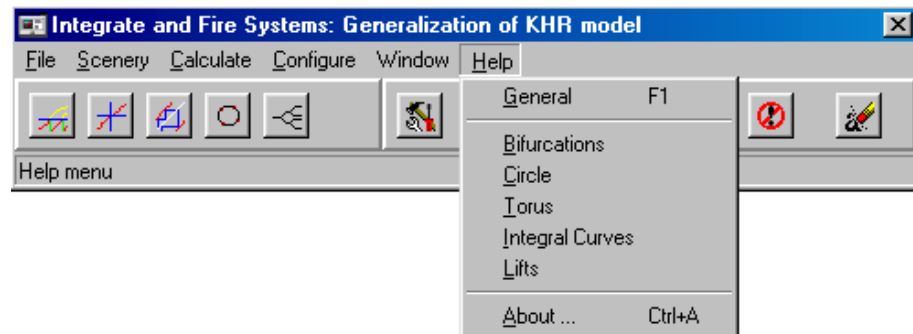 Integrate and Fire Systems: Generalization of KHR model
File Scenery Calculate Configure Window Help
General F1
Bifurcations
Circle
Torus
Integral Curves
Lifts
About ... Ctrl+A
Help menu